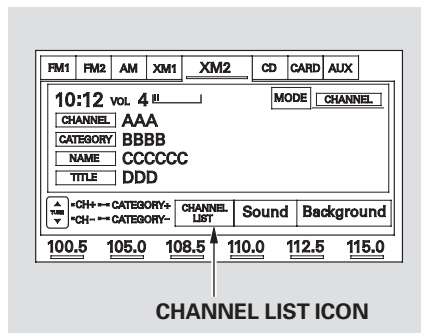 FM1 FM2 AM XM1 XM2 CD CARD AUX
10:12 VOL 4 MODE CHANNEL
CHANNEL AAA
CATEGORY BBBB
NAME CCCCCC
TITLE DDD
TUNE CH+ CATEGORY+ CHANNEL LIST Sound Background
CH− CATEGORY−
100.5 105.0 108.5 110.0 112.5 115.0
CHANNEL LIST ICON